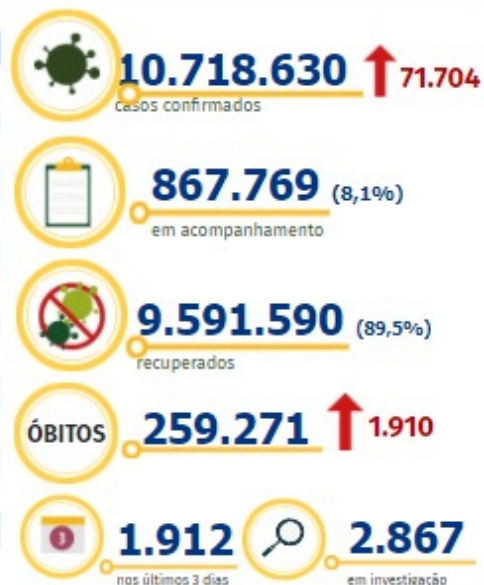 10.718.630 71.704
casos confirmados
867.769 (8,1%)
em acompanhamento
9.591.590 (89,5%)
recuperados
ÓBITOS 259.271 1.910
3 1.912 2.867
nos últimos 3 dias em investigação